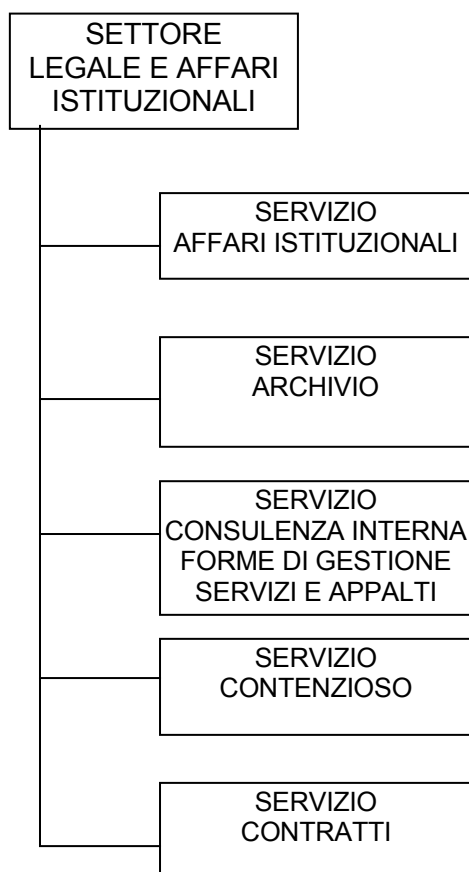 SETTORE
LEGALE E AFFARI
ISTITUZIONALI
SERVIZIO
AFFARI ISTITUZIONALI
SERVIZIO
ARCHIVIO
SERVIZIO
CONSULENZA INTERNA
FORME DI GESTIONE
SERVIZI E APPALTI
SERVIZIO
CONTENZIOSO
SERVIZIO
CONTRATTI